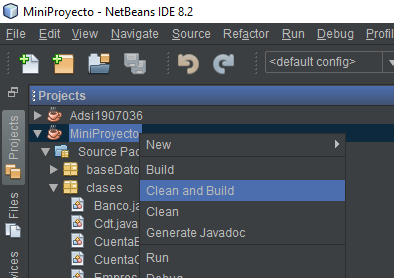 MiniProyecto - NetBeans IDE 8.2
File Edit View Navigate Source Refactor Run Debug Profil
<default config>
Projects
Projects
Files
Adsi1907036
MiniProyecto
Source Pac
baseDato
clases
Banco.ja
Cdt.java
CuentaE
CuentaC
Empres
New
Build
Clean and Build
Clean
Generate Javadoc
Run
Debug